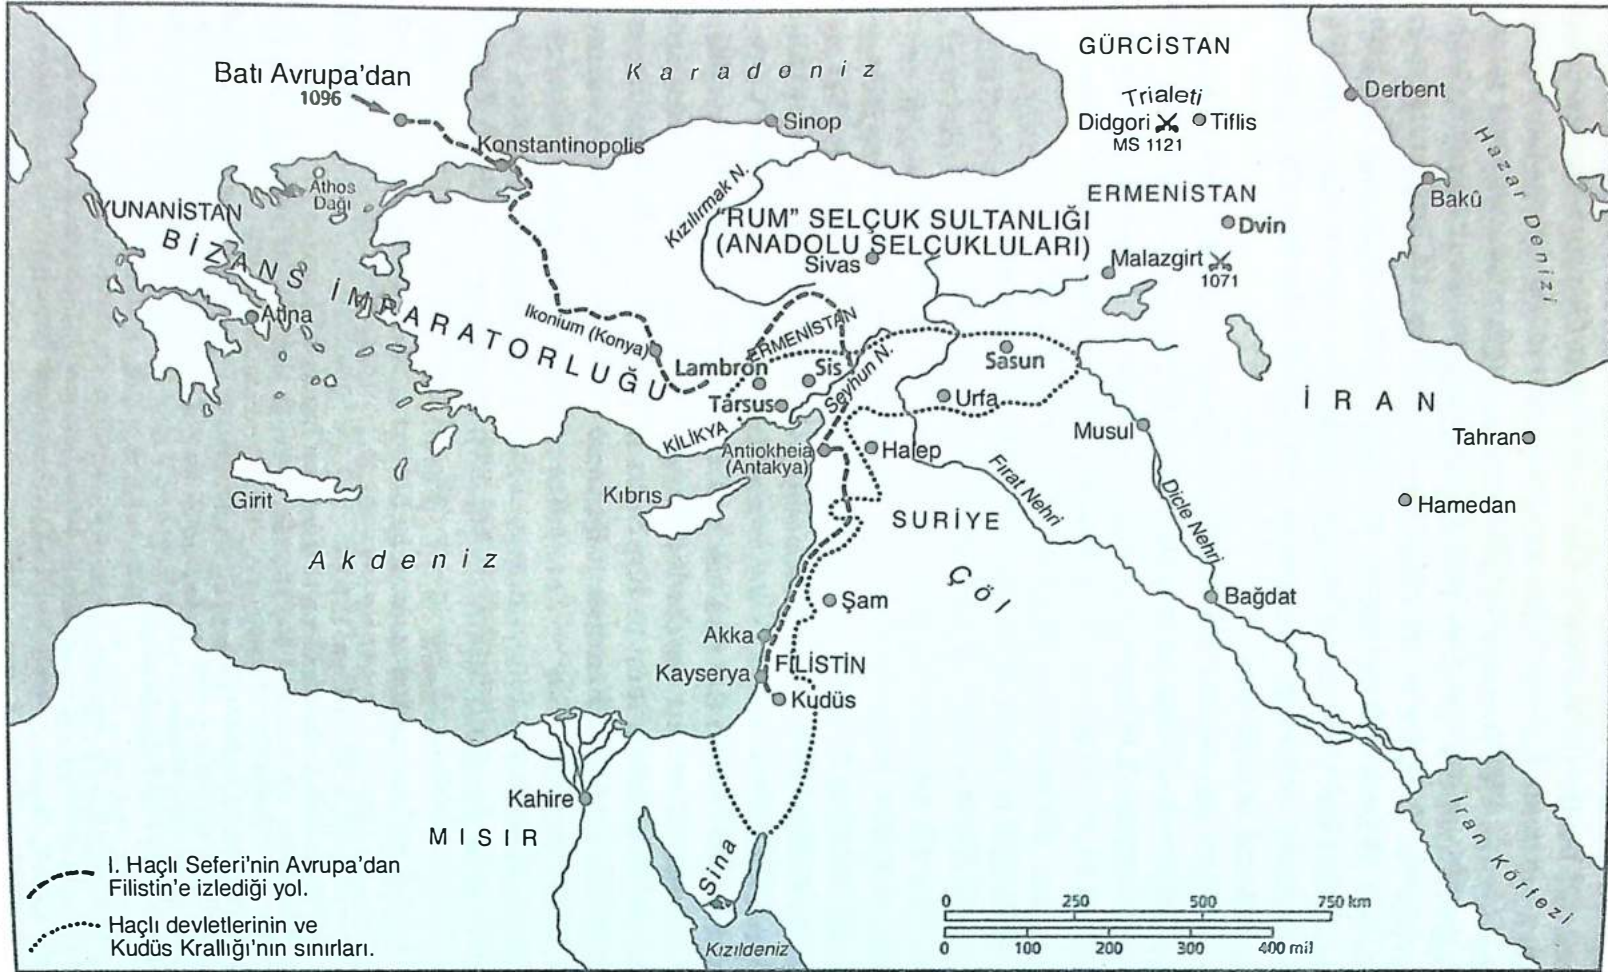 GÜRCİSTAN
Karadeniz
Batı Avrupa'dan
1096
Derbent
Trialeti
Didgori
Tiflis
MS 1121
Sinop
Konstantinopolis
Hazar Denizi
Athos
Dağı
Kızılırmak N.
ERMENİSTAN
Bakû
YUNANİSTAN
"RUM" SELÇUK SULTANLIĞI
(ANADOLU SELÇUKLULARI)
Dvin
BİZANS İMPARATORLUĞU
Sivas
Malazgirt
1071
Atina
Ikonium (Konya)
ERMENİSTAN
Lambron
Sis
Seyhun N.
Sasun
Tarsus
Urfa
İRAN
KİLİKYA
Musul
Tahran
Antiokheia
(Antakya)
Halep
Girit
Kıbrıs
Fırat Nehri
Dicle Nehri
Hamedan
SURİYE
Akdeniz
Çöl
Şam
Bağdat
Akka
Kayserya
FİLİSTİN
Kudüs
Kahire
MISIR
Sina
İran Körfezi
I. Haçlı Seferi'nin Avrupa'dan
Filistin'e izlediği yol.
Haçlı devletlerinin ve
Kudüs Krallığı'nın sınırları.
Kızıldeniz
0 250 500 750 km
0 100 200 300 400 mil